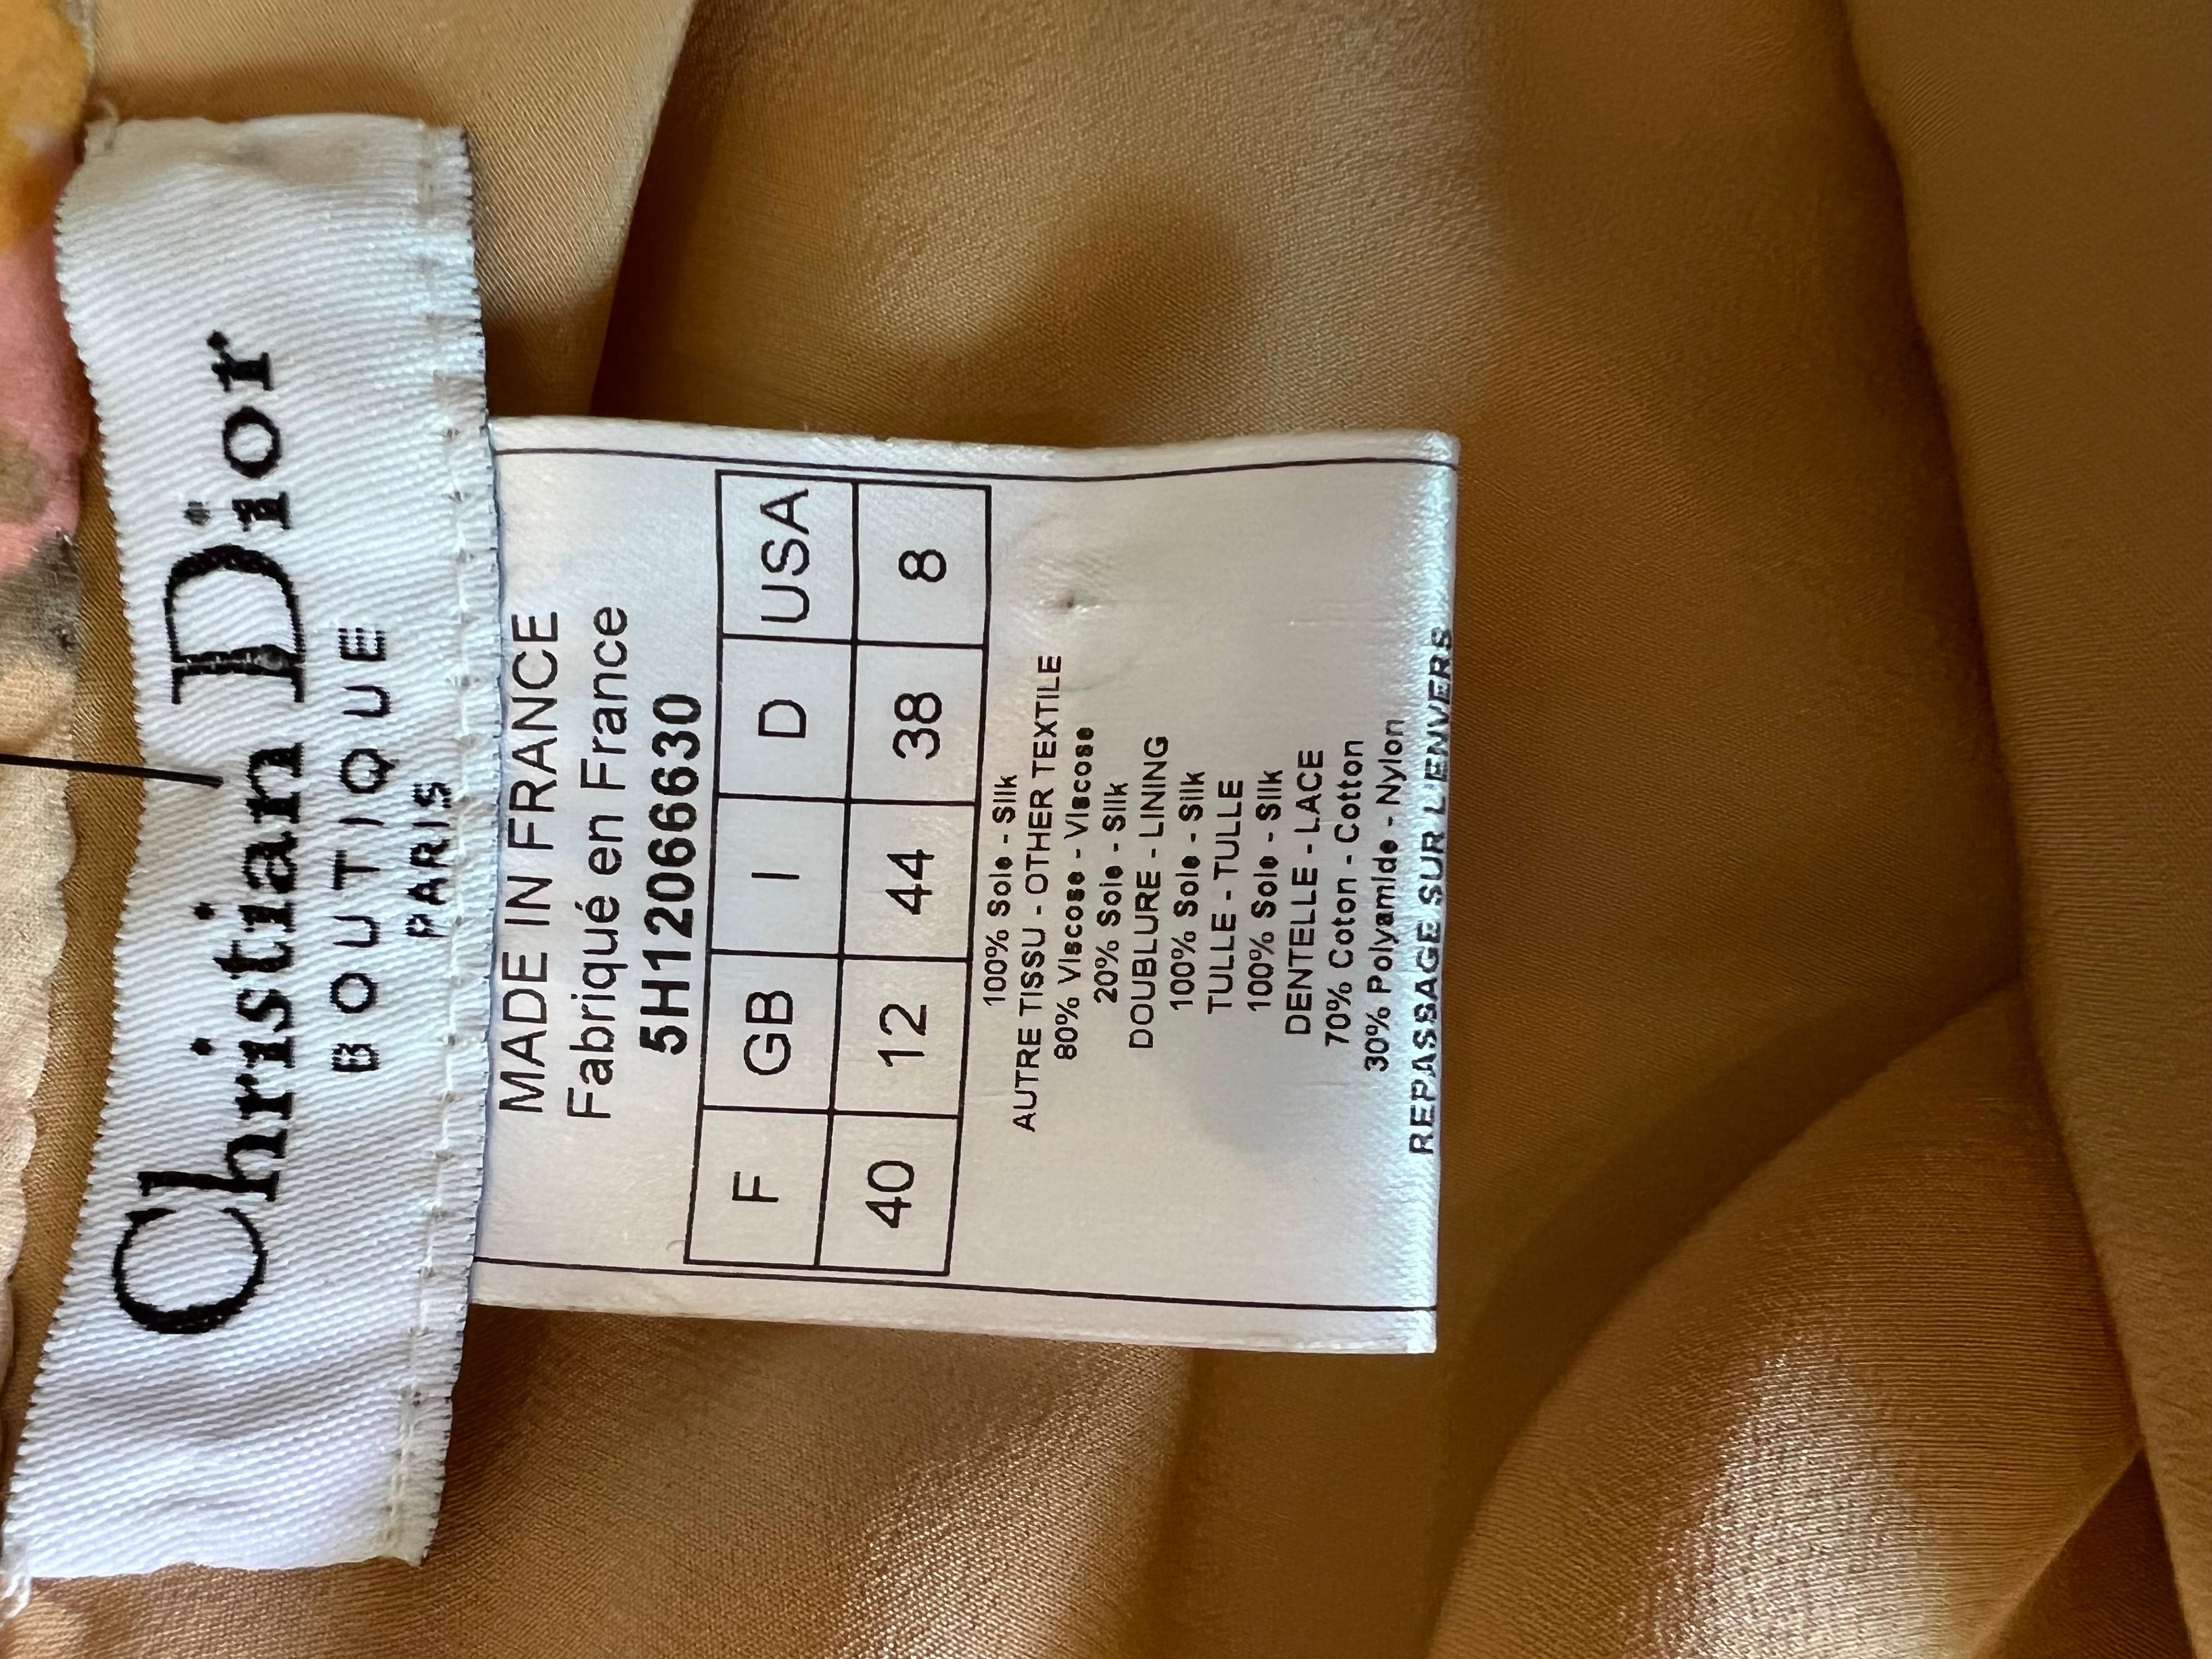 Christian Dior
BOUTIQUE
PARIS
MADE IN FRANCE
Fabriqué en France
5H12066630
F GB I D USA
40 12 44 38 8
100% Soie - Silk
AUTRE TISSU - OTHER TEXTILE
80% Viscose - Viscose
20% Soie - Silk
DOUBLURE - LINING
100% Soie - Silk
TULLE - TULLE
100% Soie - Silk
DENTELLE - LACE
70% Coton - Cotton
30% Polyamide - Nylon
REPASSAGE SUR L'ENVERS